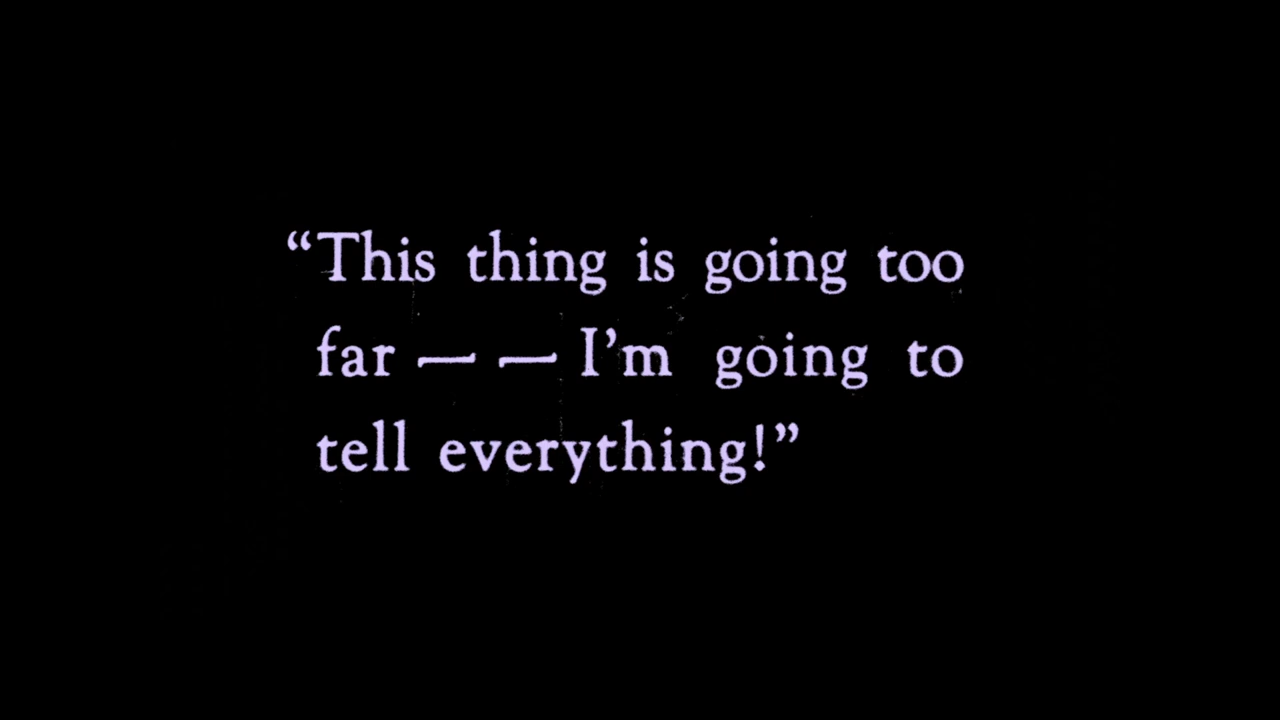 “This thing is going too
far — — I’m going to
tell everything!”